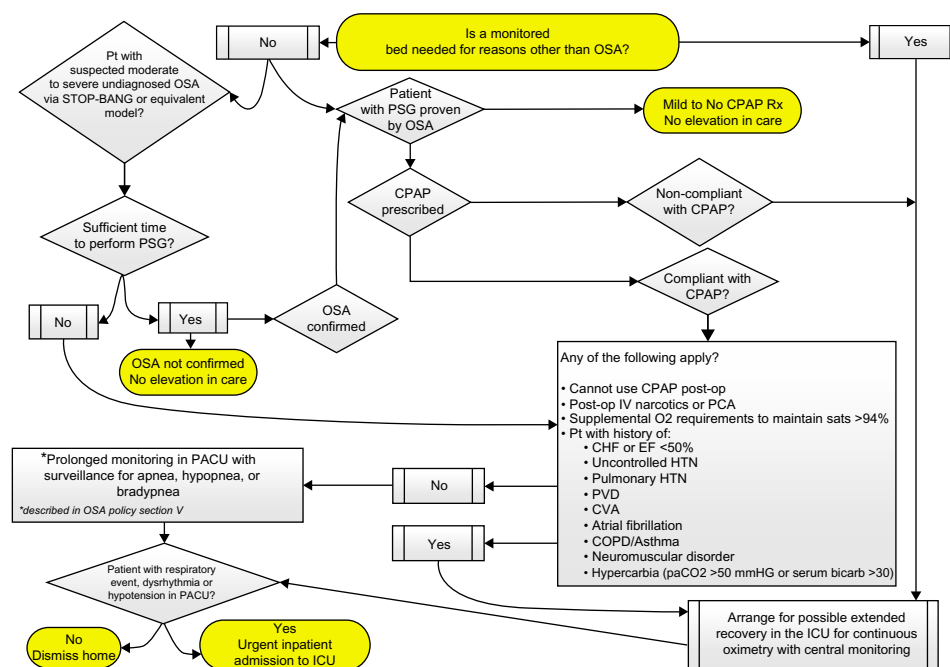 Is a monitored
bed needed for reasons other than OSA?
No
Yes
Pt with
suspected moderate
to severe undiagnosed OSA
via STOP-BANG or equivalent
model?
Patient
with PSG proven
by OSA
Mild to No CPAP Rx
No elevation in care
CPAP
prescribed
Non-compliant
with CPAP?
Sufficient time
to perform PSG?
Compliant with
CPAP?
No
Yes
OSA
confirmed
OSA not confirmed
No elevation in care
Any of the following apply?
• Cannot use CPAP post-op
• Post-op IV narcotics or PCA
• Supplemental O2 requirements to maintain sats >94%
• Pt with history of:
• CHF or EF <50%
• Uncontrolled HTN
• Pulmonary HTN
• PVD
• CVA
• Atrial fibrillation
• COPD/Asthma
• Neuromuscular disorder
• Hypercarbia (paCO2 >50 mmHG or serum bicarb >30)
*Prolonged monitoring in PACU with
surveillance for apnea, hypopnea, or
bradypnea
*described in OSA policy section V
No
Yes
Patient with respiratory
event, dysrhythmia or
hypotension in PACU?
No
Dismiss home
Yes
Urgent inpatient
admission to ICU
Arrange for possible extended
recovery in the ICU for continuous
oximetry with central monitoring